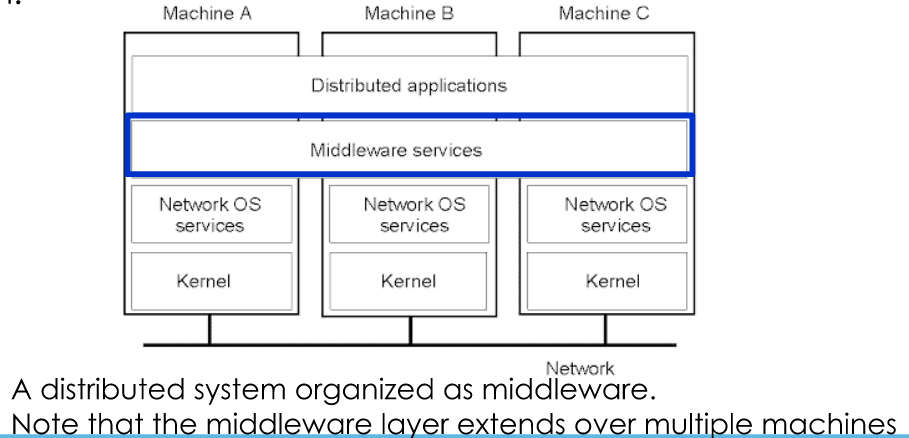 Machine A Machine B Machine C
Distributed applications
Middleware services
Network OS services Network OS services Network OS services
Kernel Kernel Kernel
Network
A distributed system organized as middleware.
Note that the middleware layer extends over multiple machines